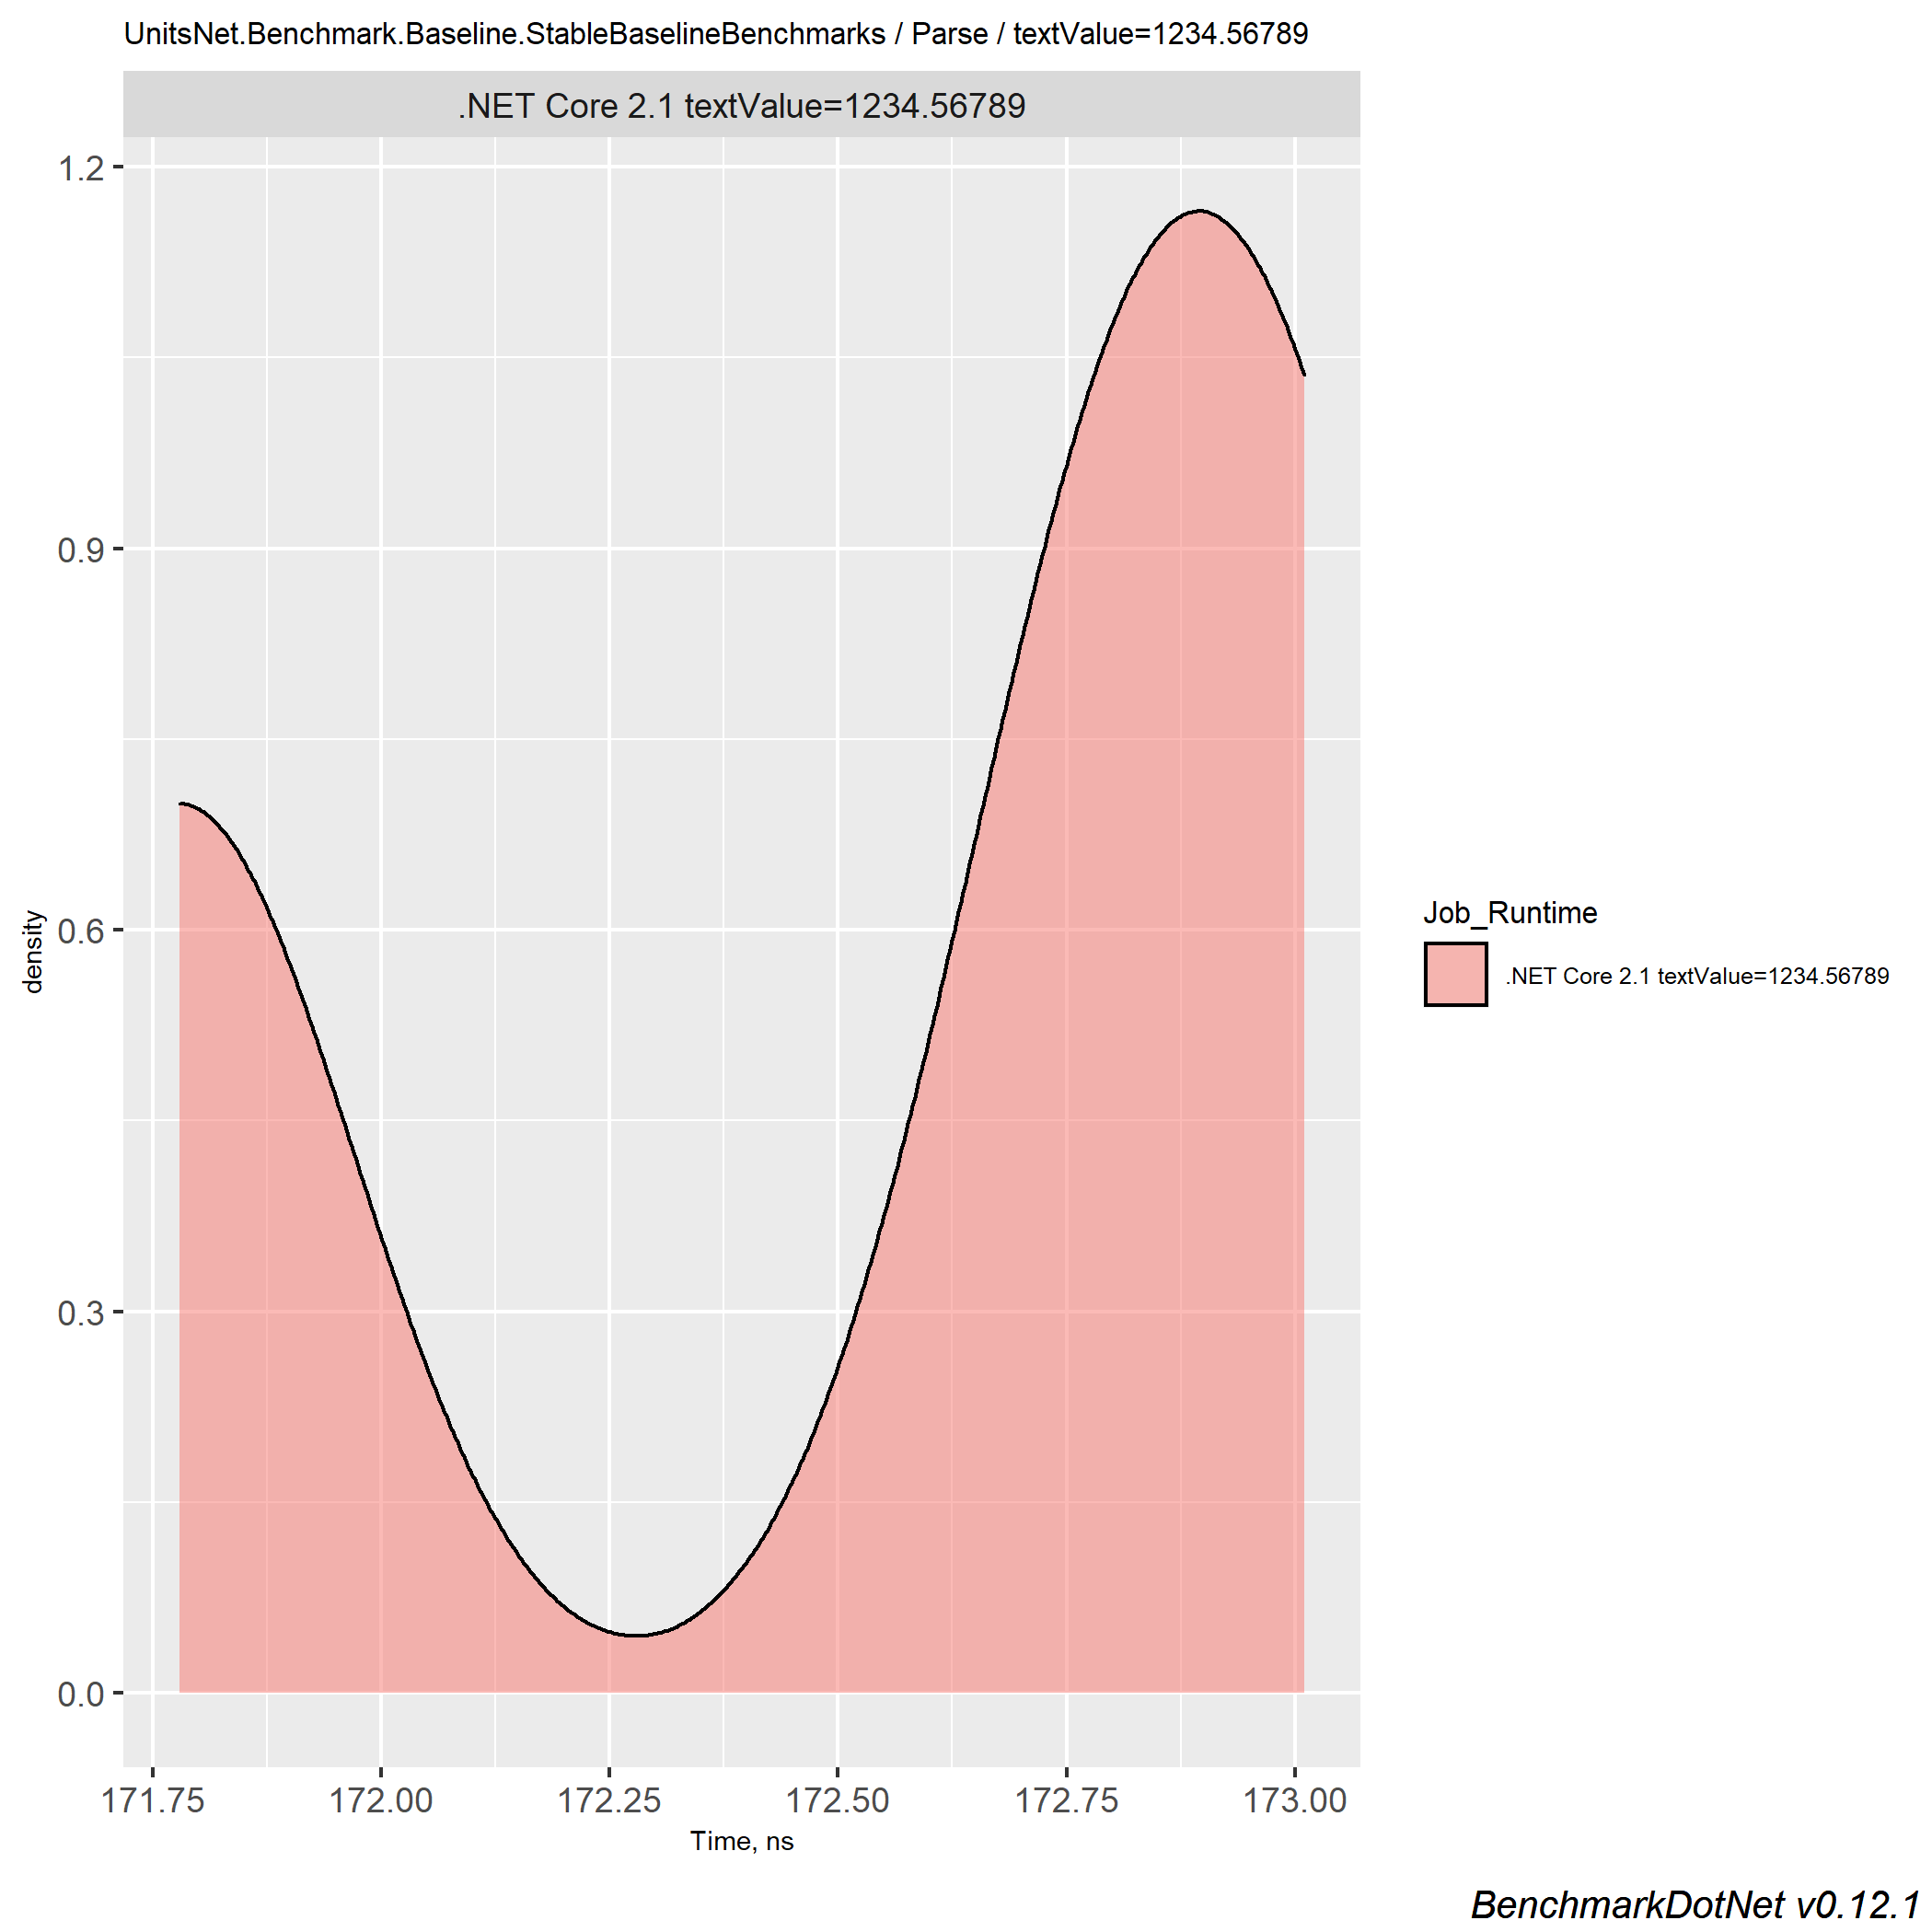 UnitsNet.Benchmark.Baseline.StableBaselineBenchmarks / Parse / textValue=1234.56789
.NET Core 2.1 textValue=1234.56789
1.2
0.9
0.6
0.3
0.0
density
171.75 172.00 172.25 172.50 172.75 173.00
Time, ns
Job_Runtime
.NET Core 2.1 textValue=1234.56789
BenchmarkDotNet v0.12.1